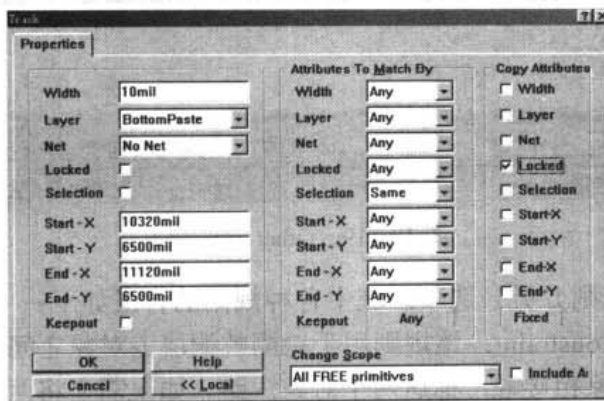 Track
Properties
Width 10mil
Layer BottomPaste
Net No Net
Locked
Selection
Start - X 10320mil
Start - Y 6500mil
End - X 11120mil
End - Y 6500mil
Keepout
OK Help
Cancel << Local
Attributes To Match By
Width Any
Layer Any
Net Any
Locked Any
Selection Same
Start - X Any
Start - Y Any
End - X Any
End - Y Any
Keepout Any
Change Scope
All FREE primitives
Include
Copy Attributes
Width
Layer
Net
Locked
Selection
Start-X
Start-Y
End-X
End-Y
Fixed